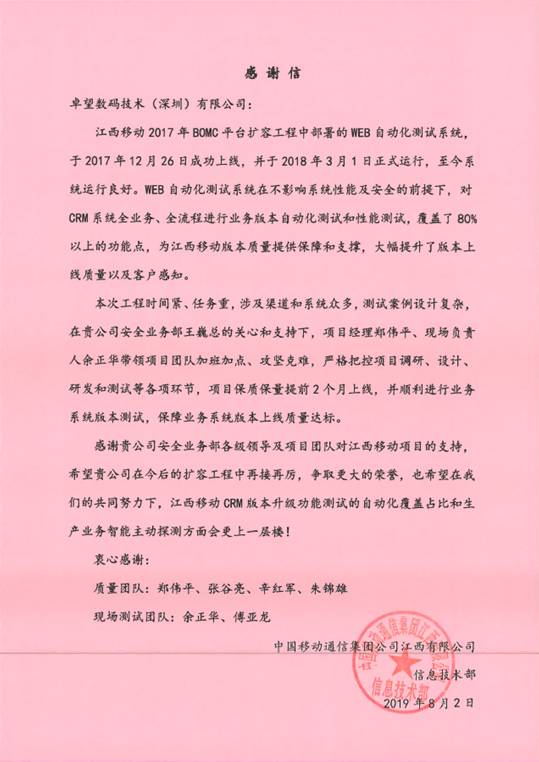 感谢信
卓望数码技术（深圳）有限公司：
江西移动2017年BOMC平台扩容工程中部署的WEB自动化测试系统，
于2017年12月26日成功上线，并于2018年3月1日正式运行，至今系
统运行良好。WEB自动化测试系统在不影响系统性能及安全的前提下，对
CRM系统全业务、全流程进行业务版本自动化测试和性能测试，覆盖了80%
以上的功能点，为江西移动版本质量提供保障和支撑，大幅提升了版本上
线质量以及客户感知。
本次工程时间紧、任务重，涉及渠道和系统众多，测试案例设计复杂，
在贵公司安全业务部王巍总的关心和支持下，项目经理郑伟平、现场负责
人余正华带领项目团队加班加点、攻坚克难，严格把控项目调研、设计、
研发和测试等各项环节，项目保质保量提前2个月上线，并顺利进行业务
系统版本测试，保障业务系统版本上线质量达标。
感谢贵公司安全业务部各级领导及项目团队对江西移动项目的支持，
希望贵公司在今后的扩容工程中再接再厉，争取更大的荣誉，也希望在我
们的共同努力下，江西移动CRM版本升级功能测试的自动化覆盖占比和生
产业务智能主动探测方面会更上一层楼！
衷心感谢：
质量团队：郑伟平、张谷亮、辛红军、朱锦雄
现场测试团队：余正华、傅亚龙
中国移动通信集团公司江西有限公司
信息技术部
2019年8月2日
信息技术部